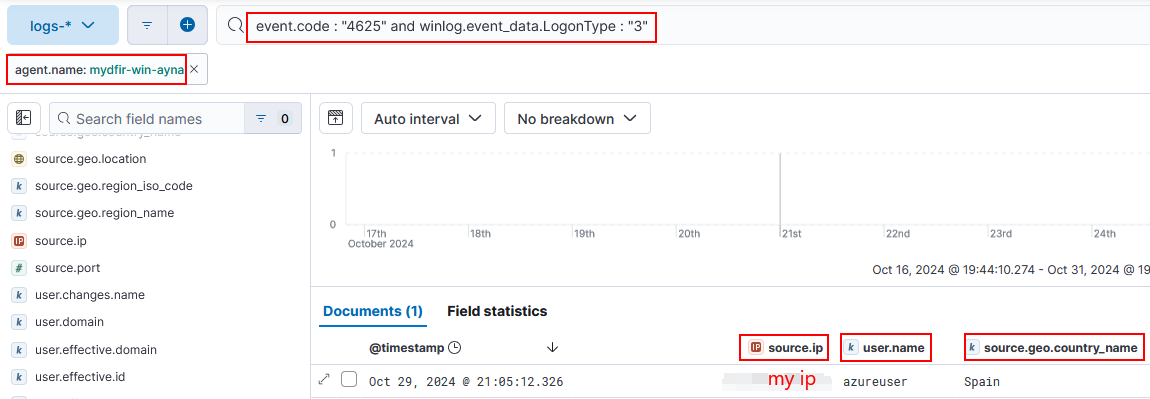 logs-*
event.code : "4625" and winlog.event_data.LogonType : "3"
agent.name: mydfir-win-ayna ×
Search field names 0
Auto interval No breakdown
source.geo.country_name
source.geo.location
source.geo.region_iso_code
source.geo.region_name
source.ip
source.port
user.changes.name
user.domain
user.effective.domain
user.effective.id
1
0
17th 18th 19th 20th 21st 22nd 23rd 24th
October 2024
Oct 16, 2024 @ 19:44:10.274 - Oct 31, 2024 @ 19
Documents (1) Field statistics
@timestamp source.ip user.name source.geo.country_name
Oct 29, 2024 @ 21:05:12.326 my ip azureuser Spain